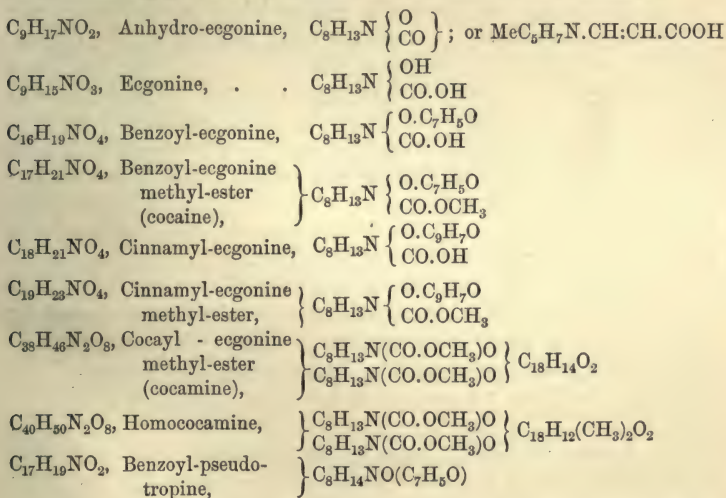 C₉H₁₇NO₂, Anhydro-ecgonine, C₈H₁₃N { O
CO } ; or MeC₅H₇N.CH:CH.COOH
C₉H₁₅NO₃, Ecgonine, . . C₈H₁₃N { OH
CO.OH
C₁₆H₁₉NO₄, Benzoyl-ecgonine, C₈H₁₃N { O.C₇H₅O
CO.OH
C₁₇H₂₁NO₄, Benzoyl-ecgonine
methyl-ester
(cocaine), } C₈H₁₃N { O.C₇H₅O
CO.OCH₃
C₁₈H₂₁NO₄, Cinnamyl-ecgonine, C₈H₁₃N { O.C₉H₇O
CO.OH
C₁₉H₂₃NO₄, Cinnamyl-ecgonine
methyl-ester, } C₈H₁₃N { O.C₉H₇O
CO.OCH₃
C₃₈H₄₆N₂O₈, Cocayl - ecgonine
methyl-ester
(cocamine), } C₈H₁₃N(CO.OCH₃)O
C₈H₁₃N(CO.OCH₃)O } C₁₈H₁₄O₂
C₄₀H₅₀N₂O₈, Homococamine, } C₈H₁₃N(CO.OCH₃)O
C₈H₁₃N(CO.OCH₃)O } C₁₈H₁₂(CH₃)₂O₂
C₁₇H₁₉NO₂, Benzoyl-pseudo-
tropine, } C₈H₁₄NO(C₇H₅O)